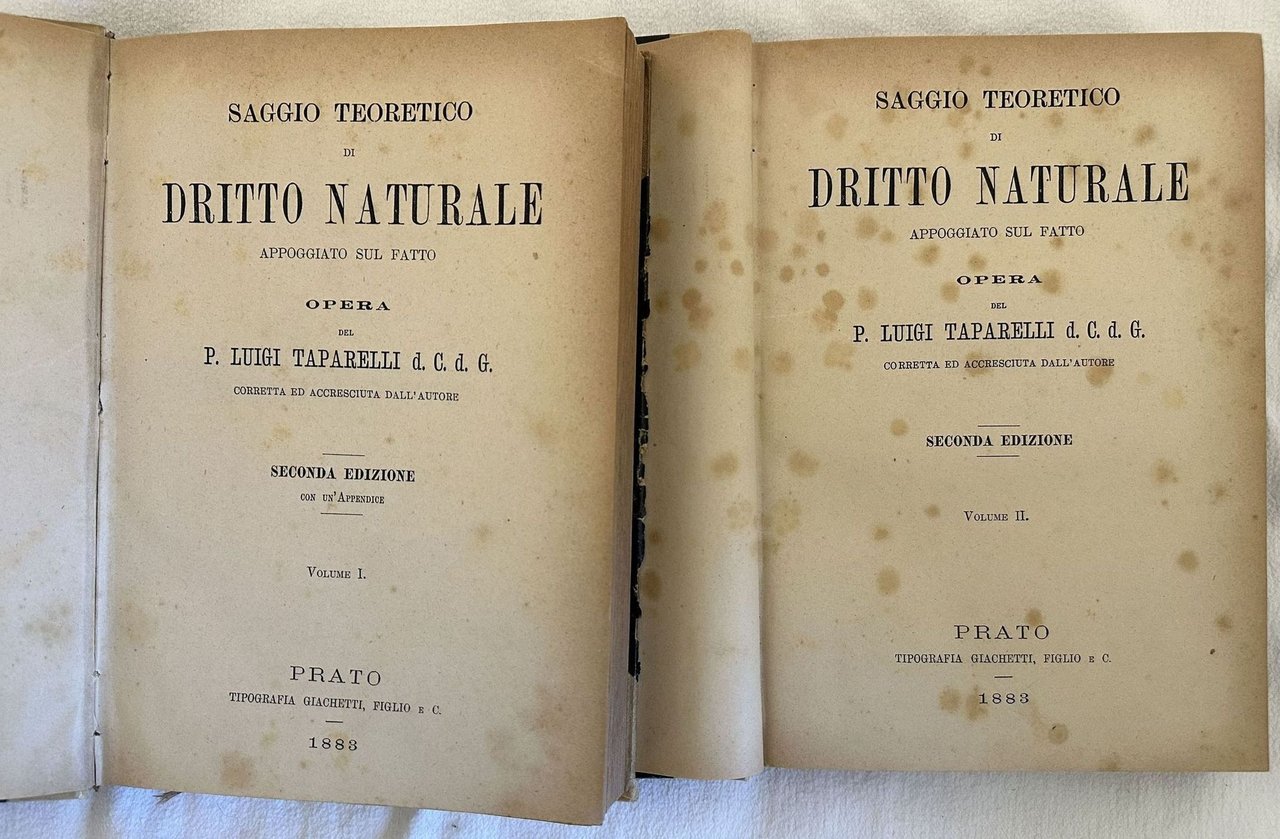 SAGGIO TEORETICO
DI
DRITTO NATURALE
APPOGGIATO SUL FATTO
OPERA
DEL
P. LUIGI TAPARELLI d. C. d. G.
CORRETTA ED ACCRESCIUTA DALL'AUTORE
SECONDA EDIZIONE
CON UN'APPENDICE
VOLUME I.
PRATO
TIPOGRAFIA GIACHETTI, FIGLIO E C.
1883
SAGGIO TEORETICO
DI
DRITTO NATURALE
APPOGGIATO SUL FATTO
OPERA
DEL
P. LUIGI TAPARELLI d. C. d. G.
CORRETTA ED ACCRESCIUTA DALL'AUTORE
SECONDA EDIZIONE
VOLUME II.
PRATO
TIPOGRAFIA GIACHETTI, FIGLIO E C.
1883